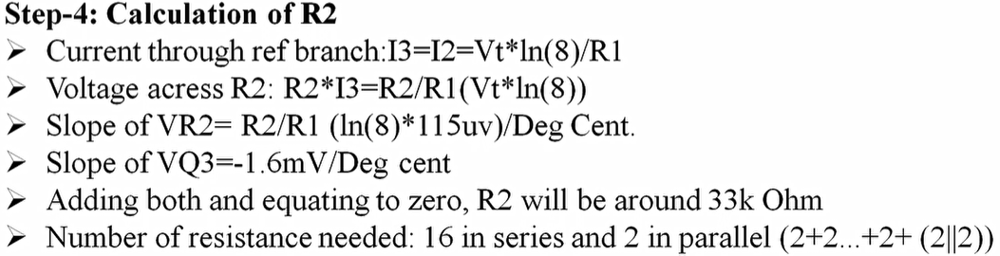 Step-4: Calculation of R2
➢ Current through ref branch:I3=I2=Vt*ln(8)/R1
➢ Voltage acress R2: R2*I3=R2/R1(Vt*ln(8))
➢ Slope of VR2= R2/R1 (ln(8)*115uv)/Deg Cent.
➢ Slope of VQ3=-1.6mV/Deg cent
➢ Adding both and equating to zero, R2 will be around 33k Ohm
➢ Number of resistance needed: 16 in series and 2 in parallel (2+2...+2+ (2||2))